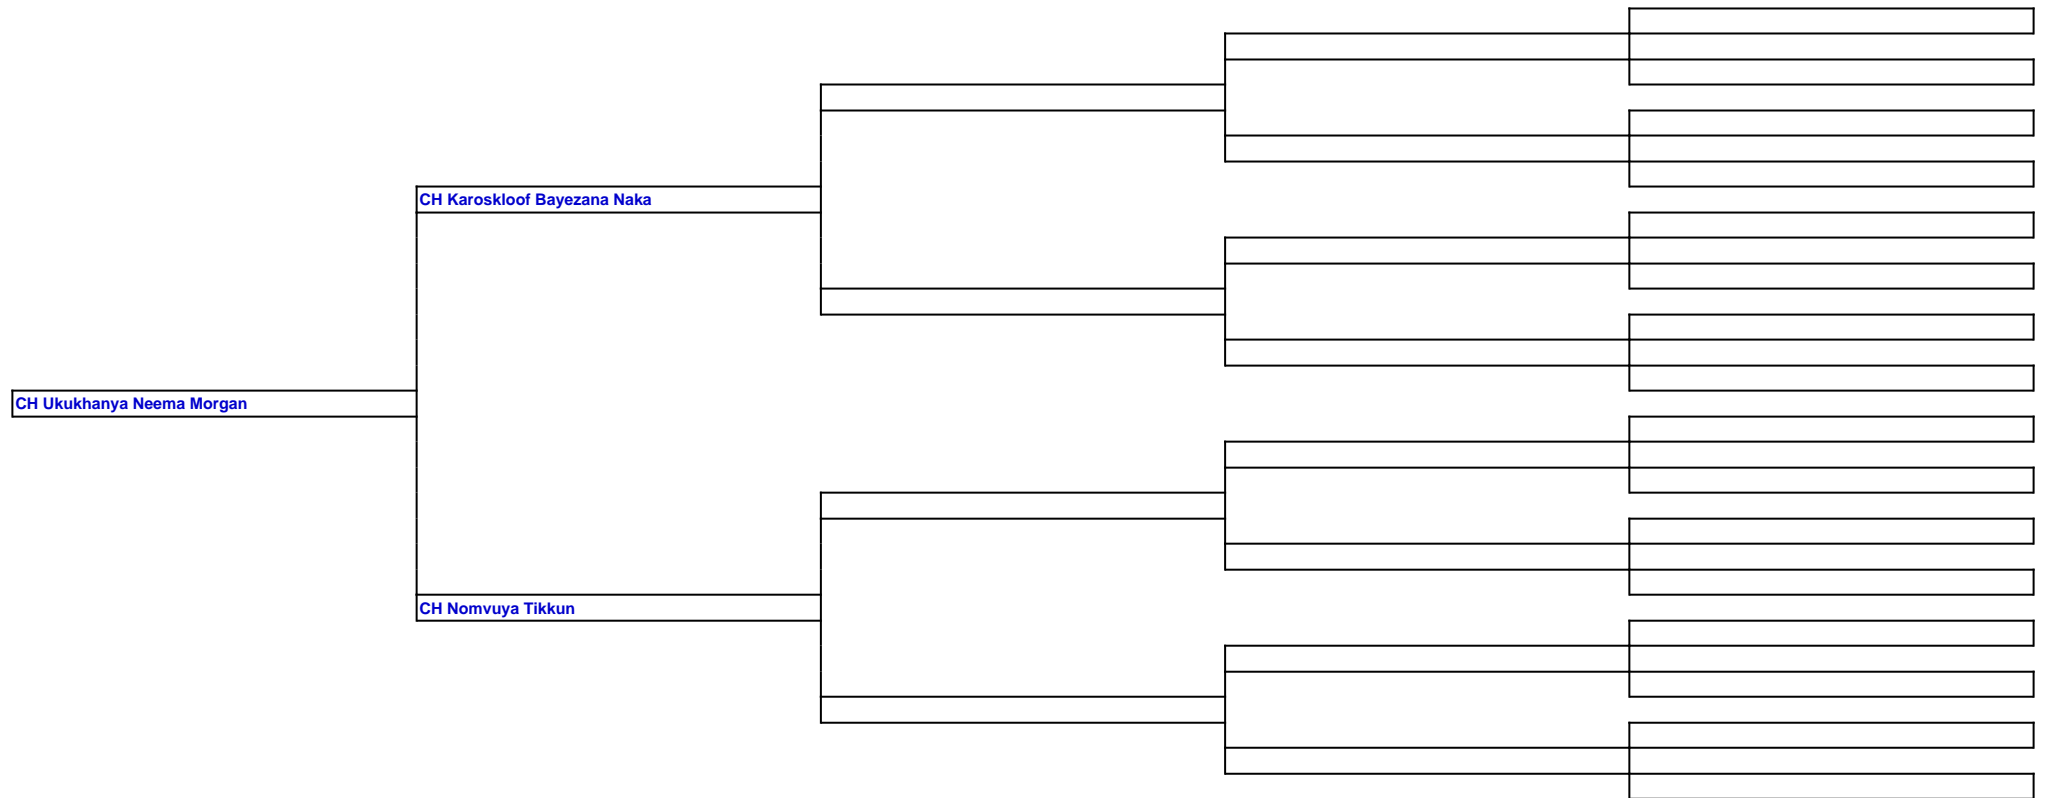 CH Karoskloof Bayezana Naka
CH Ukukhanya Neema Morgan
CH Nomvuya Tikkun